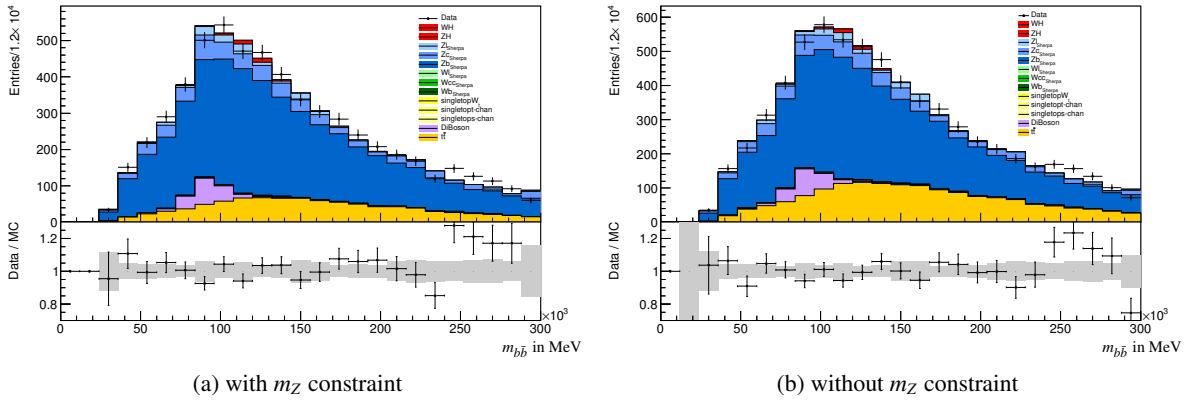 Entries/1.2× 10⁴
500
400
300
200
100
0
Data
WH
ZH
Zl_Sherpa
Zc_Sherpa
Zb_Sherpa
Wl_Sherpa
Wcc_Sherpa
Wb_Sherpa
singletopW_t
singletopt-chan
singletops-chan
DiBoson
tt̄
Data / MC
1.2
1
0.8
0 50 100 150 200 250 300
×10³
m_bb̄ in MeV
(a) with m_Z constraint
Entries/1.2× 10⁴
600
500
400
300
200
100
0
Data
WH
ZH
Zl_Sherpa
Zc_Sherpa
Zb_Sherpa
Wl_Sherpa
Wcc_Sherpa
Wb_Sherpa
singletopW_t
singletopt-chan
singletops-chan
DiBoson
tt̄
Data / MC
1.2
1
0.8
0 50 100 150 200 250 300
×10³
m_bb̄ in MeV
(b) without m_Z constraint